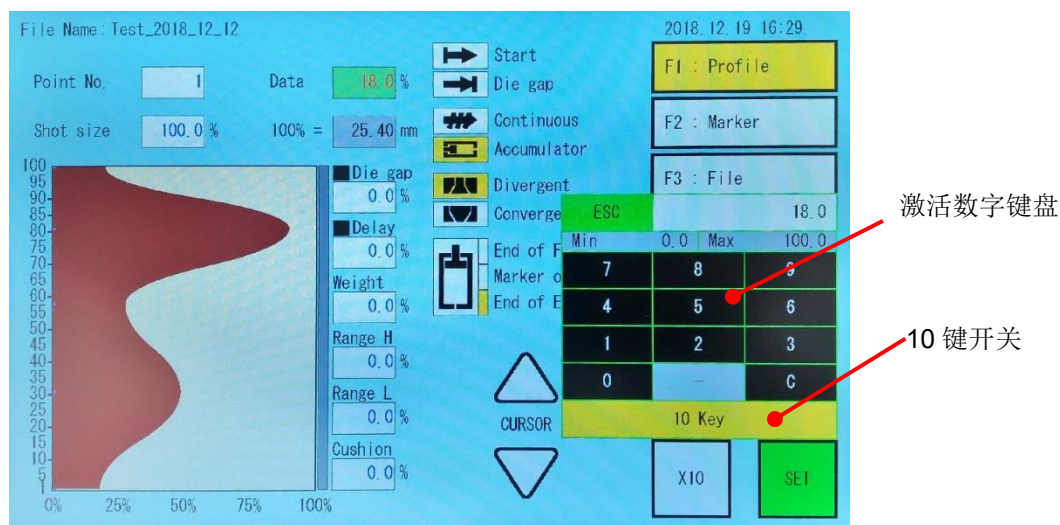 File Name:Test_2018_12_12
2018. 12. 19 16:29.
Point No. 1 Data 18.0 %
Shot size 100.0 % 100% = 25.40 mm
Start
Die gap
Continuous
Accumulator
Divergent
Converge
End of F
Marker o
End of E
F1 : Profile
F2 : Marker
F3 : File
100
95
90
85
80
75
70
65
60
55
50
45
40
35
30
25
20
15
10
5
1
0% 25% 50% 75% 100%
Die gap
0.0 %
Delay
0.0 %
Weight
0.0 %
Range H
0.0 %
Range L
0.0 %
Cushion
0.0 %
CURSOR
ESC 18.0
Min 0.0 Max 100.0
7 8 9
4 5 6
1 2 3
0 - C
10 Key
X10 SET
激活数字键盘
10 键开关